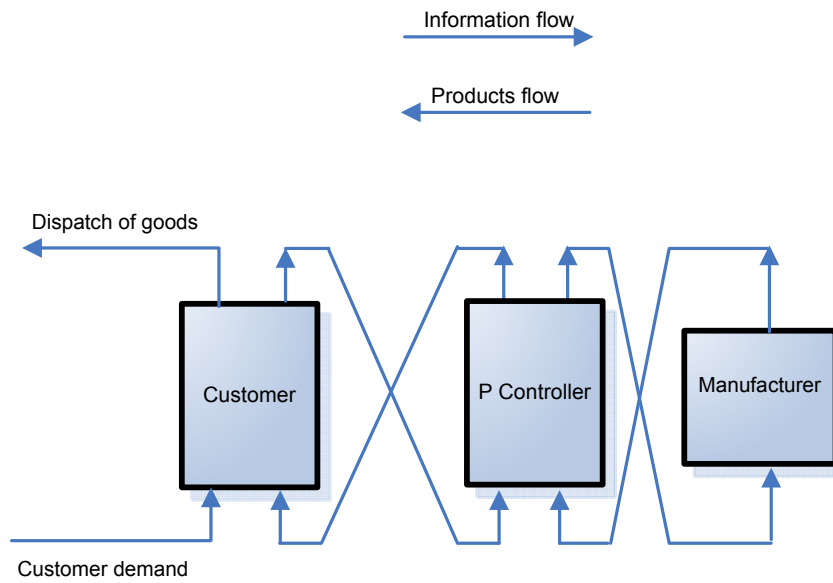 Information flow
Products flow
Dispatch of goods
Customer
P Controller
Manufacturer
Customer demand